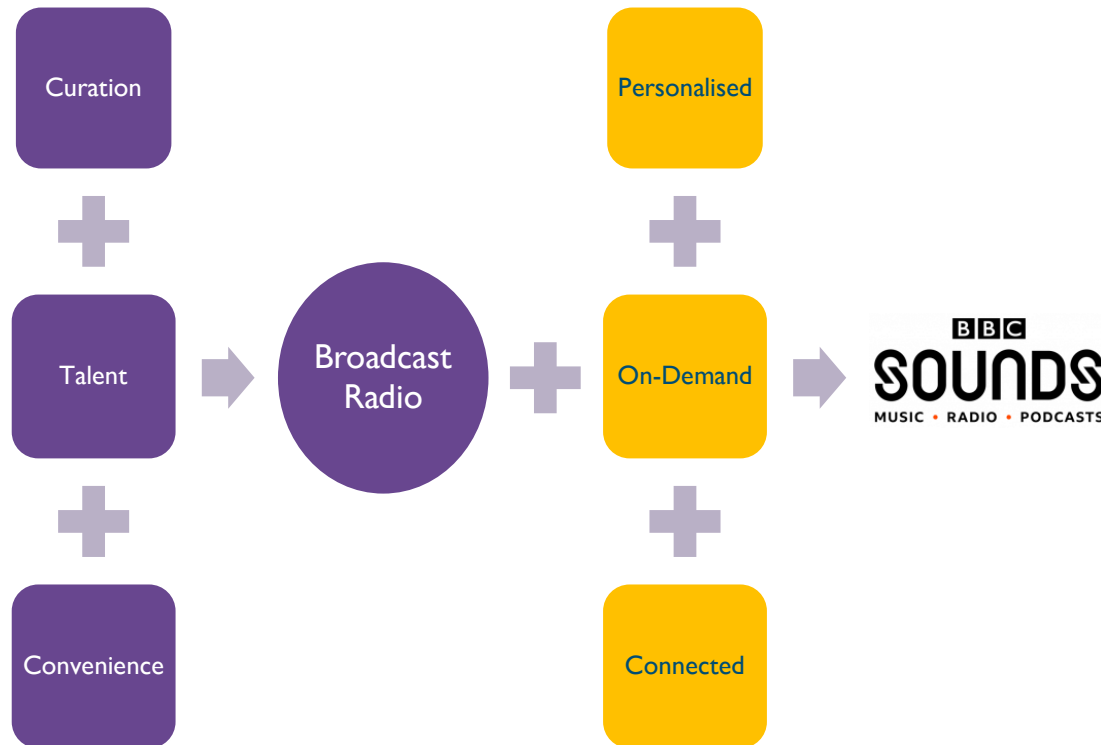 Curation
Talent
Convenience
Broadcast
Radio
Personalised
On-Demand
Connected
BBC
SOUNDS
MUSIC • RADIO • PODCASTS